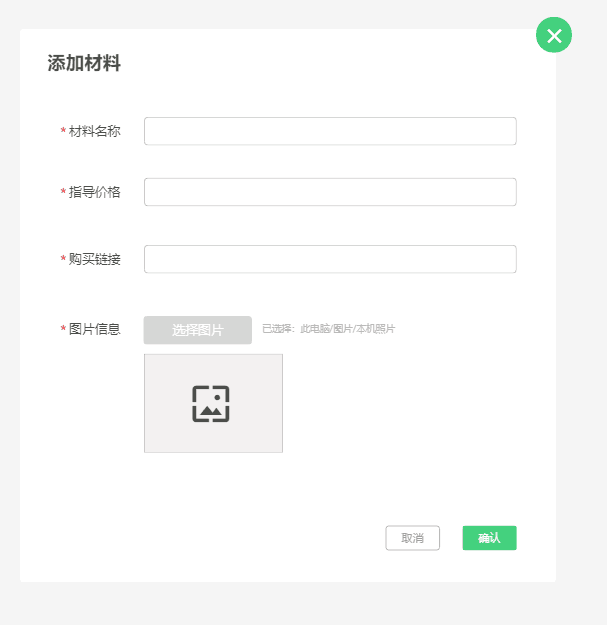 添加材料
* 材料名称
* 指导价格
* 购买链接
* 图片信息 选择图片 已选择：此电脑/图片/本机照片
取消 确认